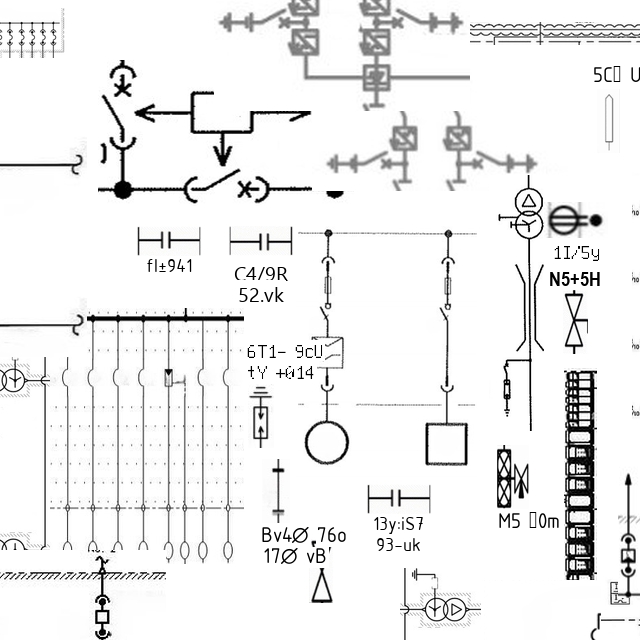 5C▯ U
1I/5y
N5+5H
fl±941
C4/9R
52.vk
6T1- 9cU
tY +014
13y:iS7
93-uk
M5 ▯0m
Bv4Ø,76o
17Ø vB'